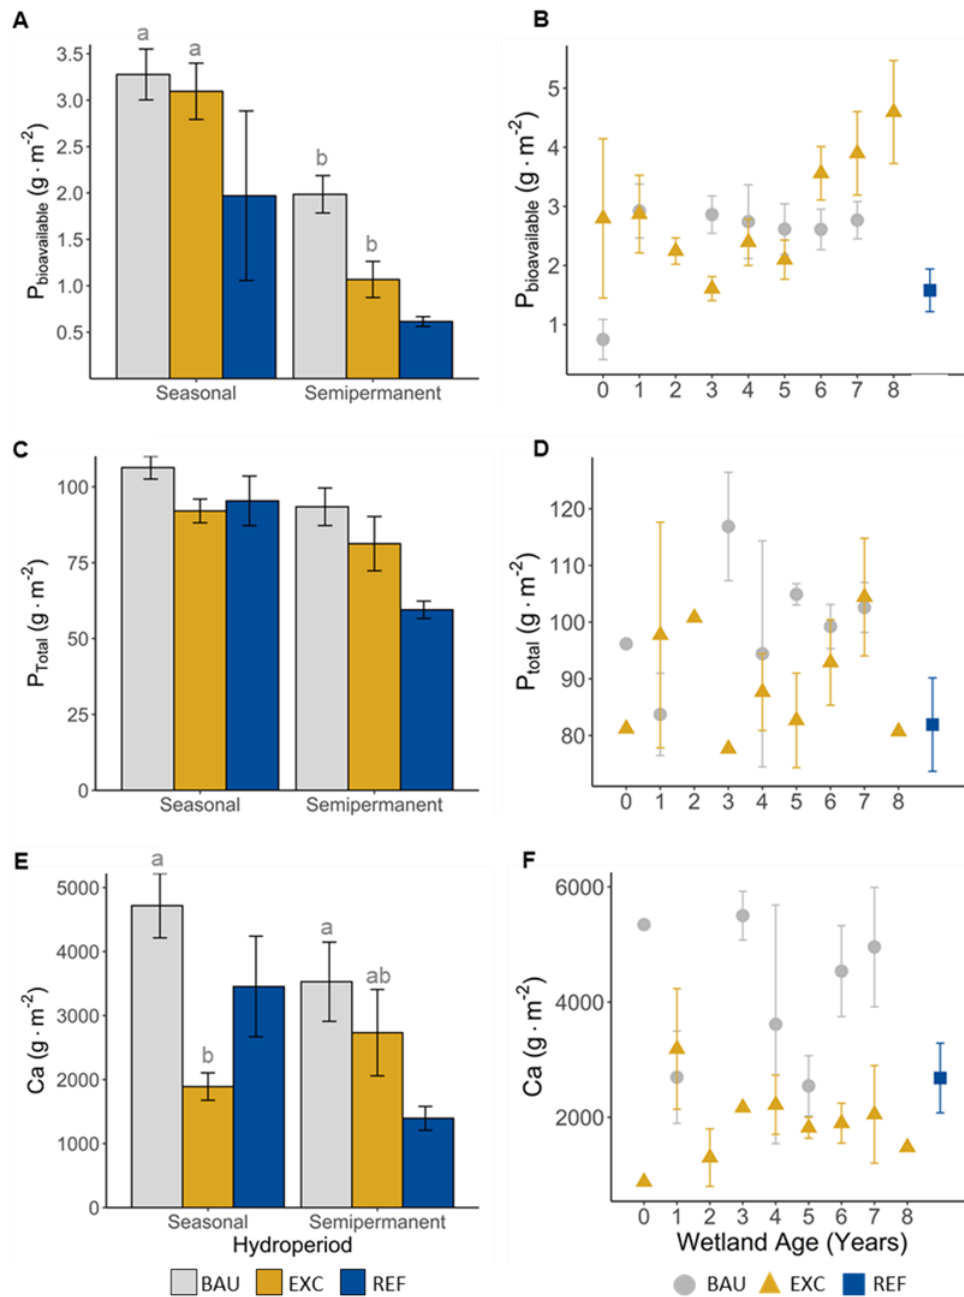 A
P bioavailable (g · m⁻²)
3.5
3.0
2.5
2.0
1.5
1.0
0.5
a
a
b
b
Seasonal
Semipermanent
B
P bioavailable (g · m⁻²)
5
4
3
2
1
0 1 2 3 4 5 6 7 8
C
P Total (g · m⁻²)
100
75
50
25
0
Seasonal
Semipermanent
D
P total (g · m⁻²)
120
110
100
90
80
0 1 2 3 4 5 6 7 8
E
Ca (g · m⁻²)
5000
4000
3000
2000
1000
0
a
b
a
ab
Seasonal
Semipermanent
Hydroperiod
BAU EXC REF
F
Ca (g · m⁻²)
6000
4000
2000
0 1 2 3 4 5 6 7 8
Wetland Age (Years)
BAU EXC REF